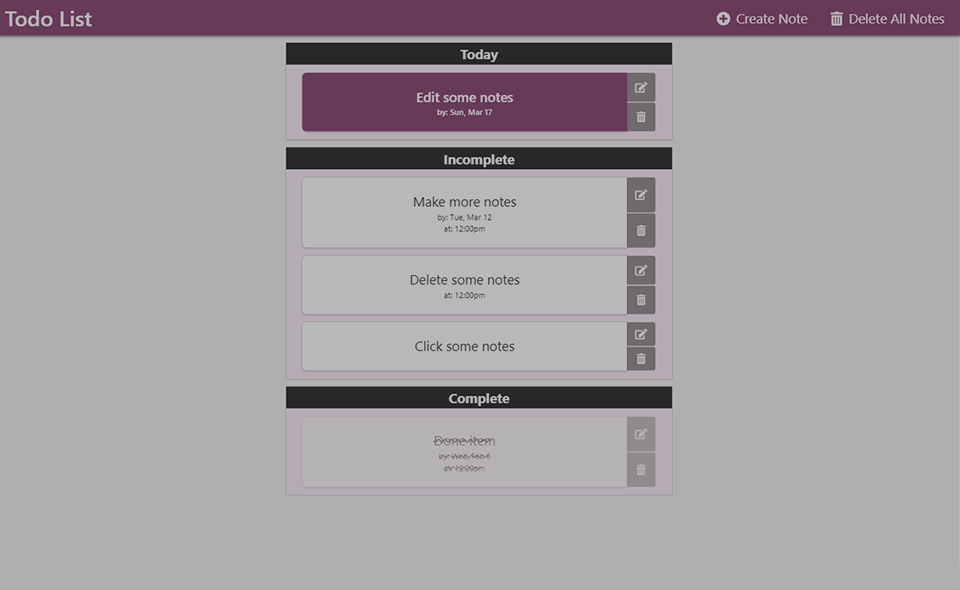 Todo List
Create Note
Delete All Notes
Today
Edit some notes
by: Sun, Mar 17
Incomplete
Make more notes
by: Tue, Mar 12
at: 12:00pm
Delete some notes
at: 12:00pm
Click some notes
Complete
Done item
by: Wed, Feb 6
at: 12:00pm